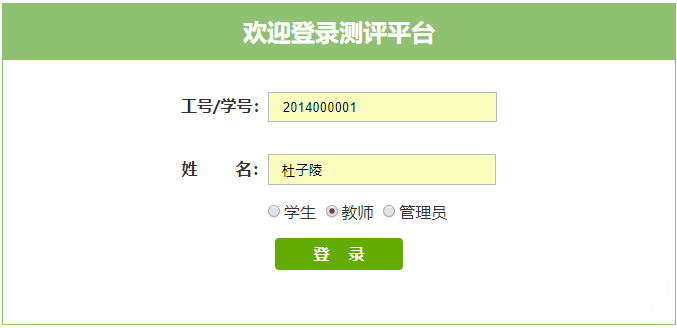 欢迎登录测评平台
工号/学号： 2014000001
姓 名： 杜子陵
学生 教师 管理员
登 录